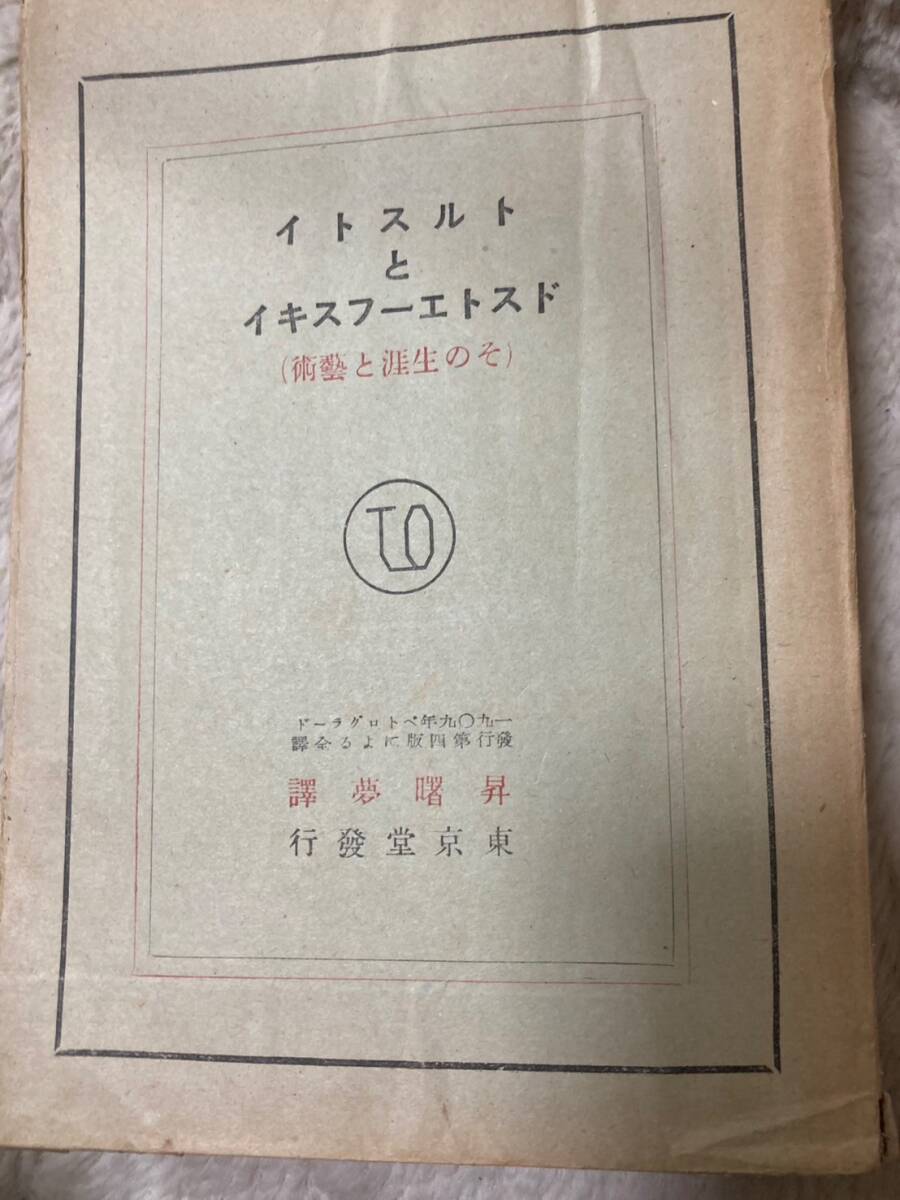 トルストイ
と
ドストエーフスキイ
(その生涯と藝術)
一九〇九年ペトログラード
發行第四版による全譯
昇曙夢譯
東京堂發行